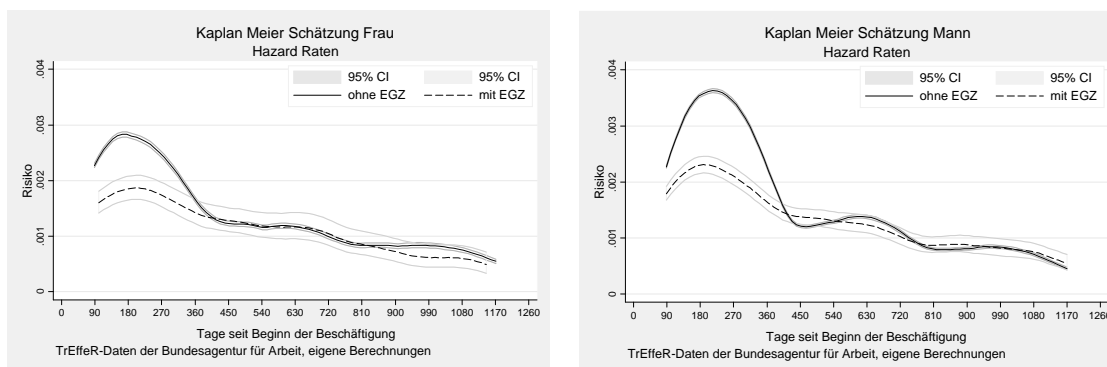 Kaplan Meier Schätzung Frau
Hazard Raten
95% CI 95% CI
ohne EGZ mit EGZ
Risiko
.004
.003
.002
.001
0
0 90 180 270 360 450 540 630 720 810 900 990 1080 1170 1260
Tage seit Beginn der Beschäftigung
TrEffeR-Daten der Bundesagentur für Arbeit, eigene Berechnungen
Kaplan Meier Schätzung Mann
Hazard Raten
95% CI 95% CI
ohne EGZ mit EGZ
Risiko
.004
.003
.002
.001
0
0 90 180 270 360 450 540 630 720 810 900 990 1080 1170 1260
Tage seit Beginn der Beschäftigung
TrEffeR-Daten der Bundesagentur für Arbeit, eigene Berechnungen